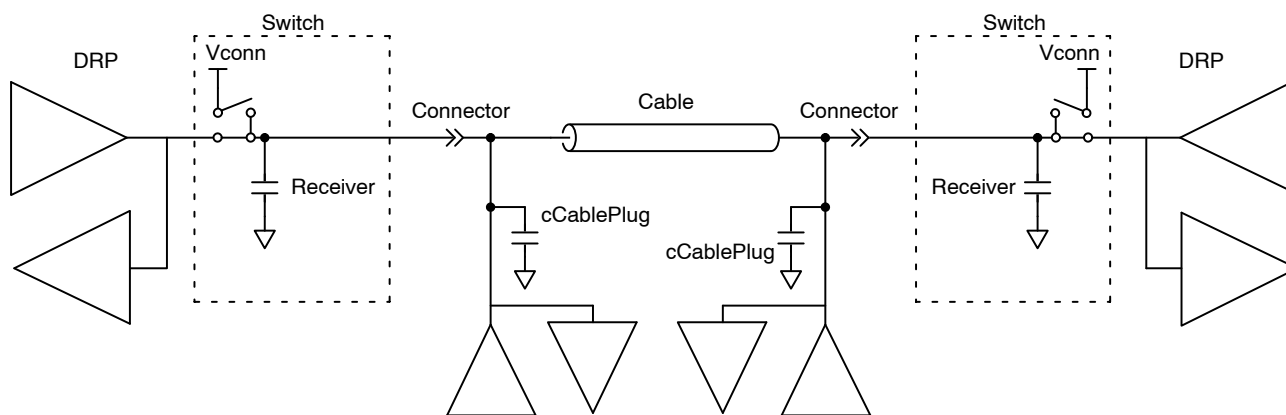 Switch
Switch
DRP
Vconn
Vconn
DRP
Connector
Cable
Connector
Receiver
Receiver
cCablePlug
cCablePlug